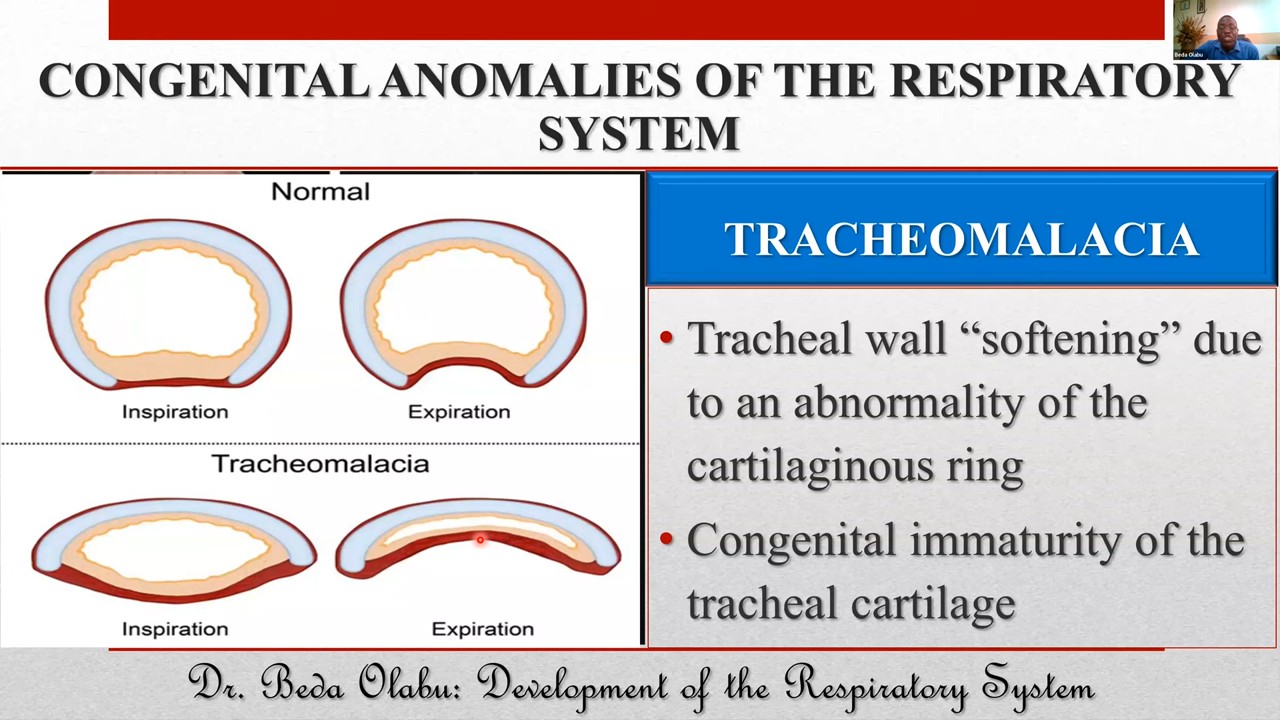 Beda Olabu
CONGENITAL ANOMALIES OF THE RESPIRATORY
SYSTEM
Normal
Inspiration
Expiration
Tracheomalacia
Inspiration
Expiration
TRACHEOMALACIA
• Tracheal wall “softening” due
to an abnormality of the
cartilaginous ring
• Congenital immaturity of the
tracheal cartilage
Dr. Beda Olabu: Development of the Respiratory System